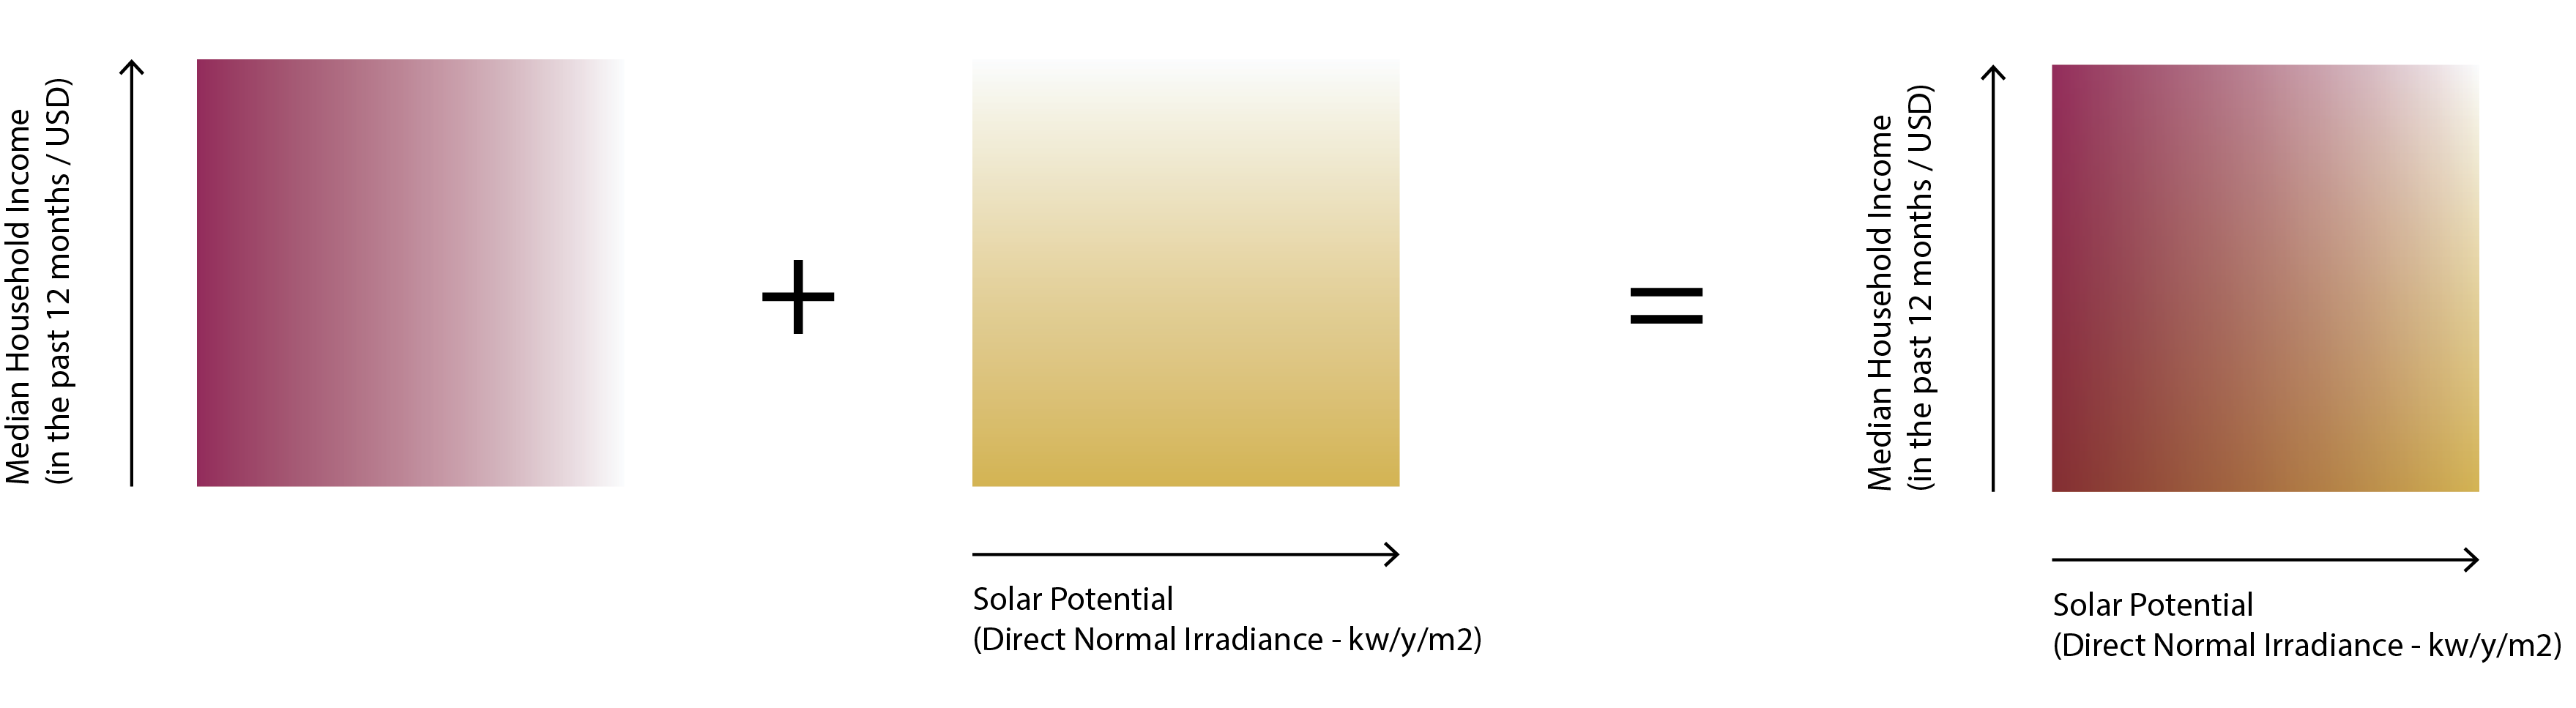 Median Household Income
(in the past 12 months / USD)
+
Solar Potential
(Direct Normal Irradiance - kw/y/m2)
=
Median Household Income
(in the past 12 months / USD)
Solar Potential
(Direct Normal Irradiance - kw/y/m2)